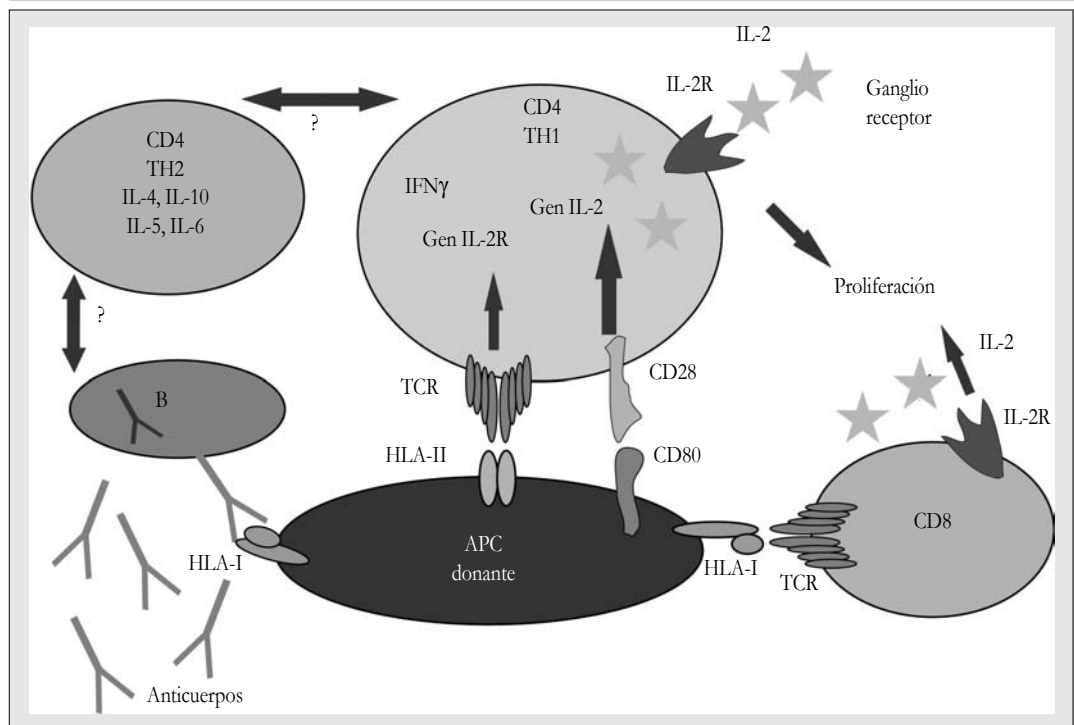 IL-2
IL-2R
Ganglio
receptor
?
CD4
TH2
IL-4, IL-10
IL-5, IL-6
CD4
TH1
IFNγ
Gen IL-2
Gen IL-2R
Proliferación
?
IL-2
TCR
CD28
B
IL-2R
HLA-II
CD80
CD8
APC
donante
HLA-I
HLA-I
TCR
Anticuerpos